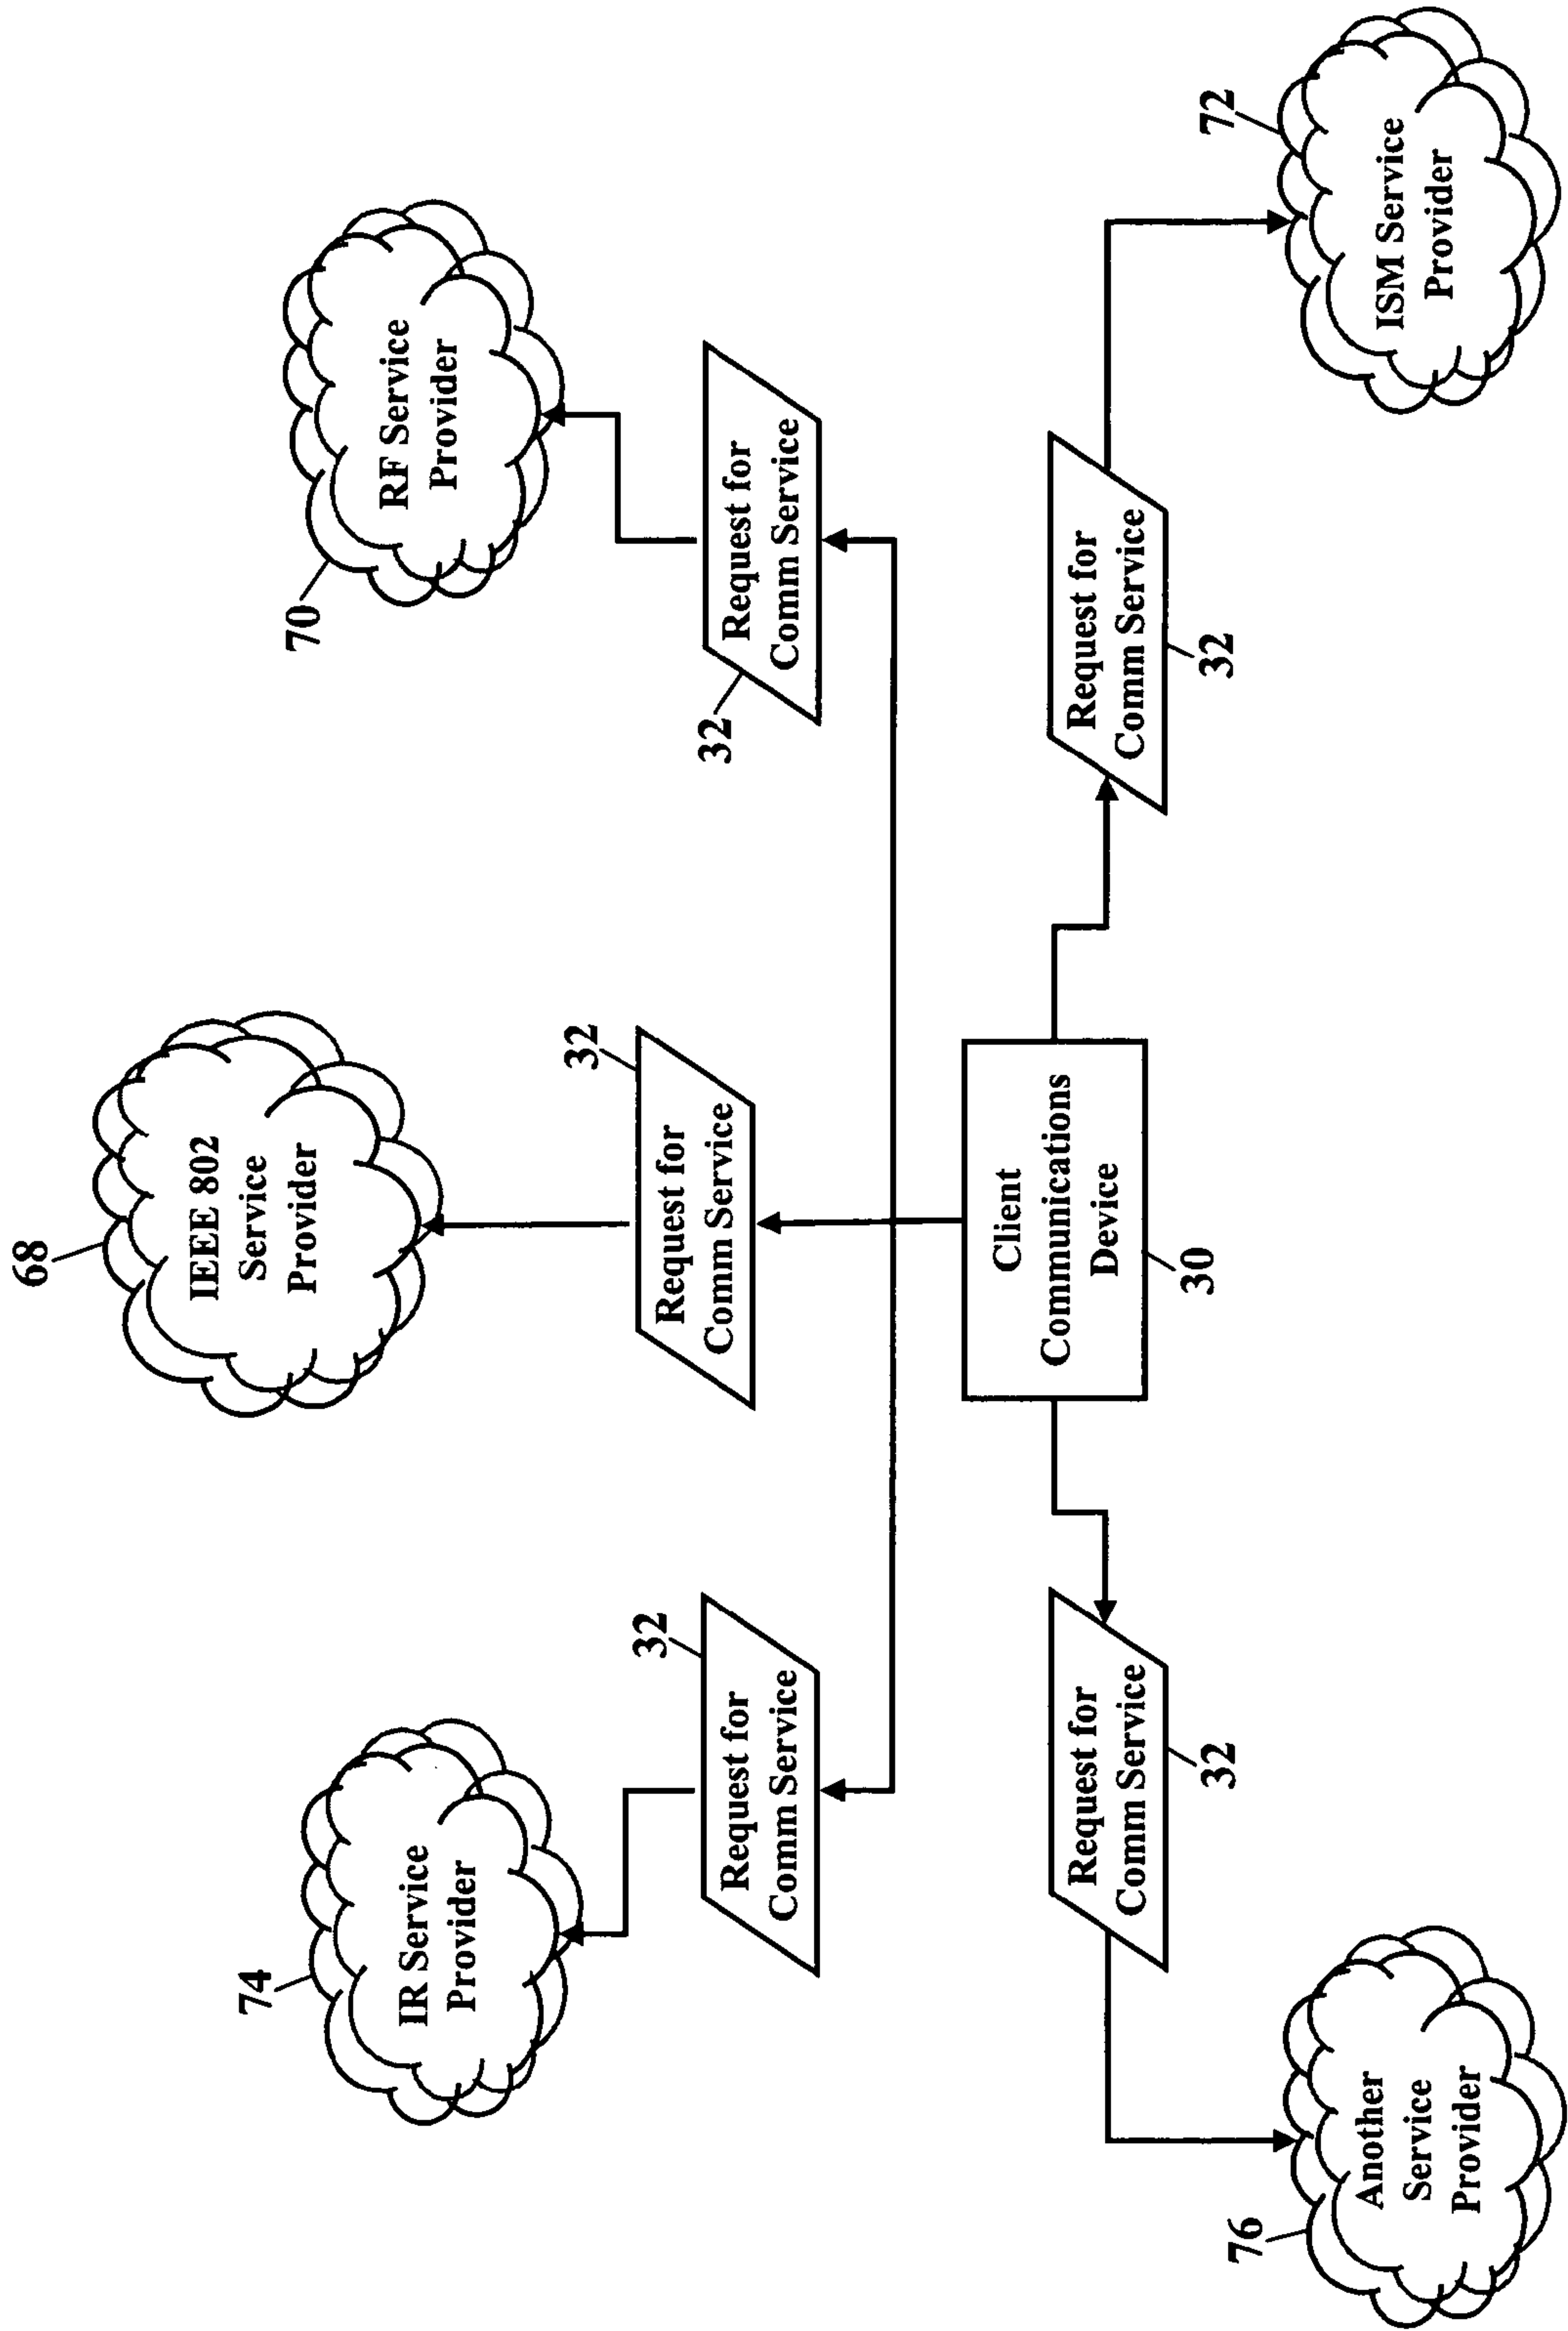 68
IEEE 802
Service
Provider
74
IR Service
Provider
70
RF Service
Provider
32
Request for
Comm Service
32
Request for
Comm Service
32
Request for
Comm Service
Client
Communications
Device
30
Request for
Comm Service
32
Request for
Comm Service
32
76
Another
Service
Provider
72
ISM Service
Provider